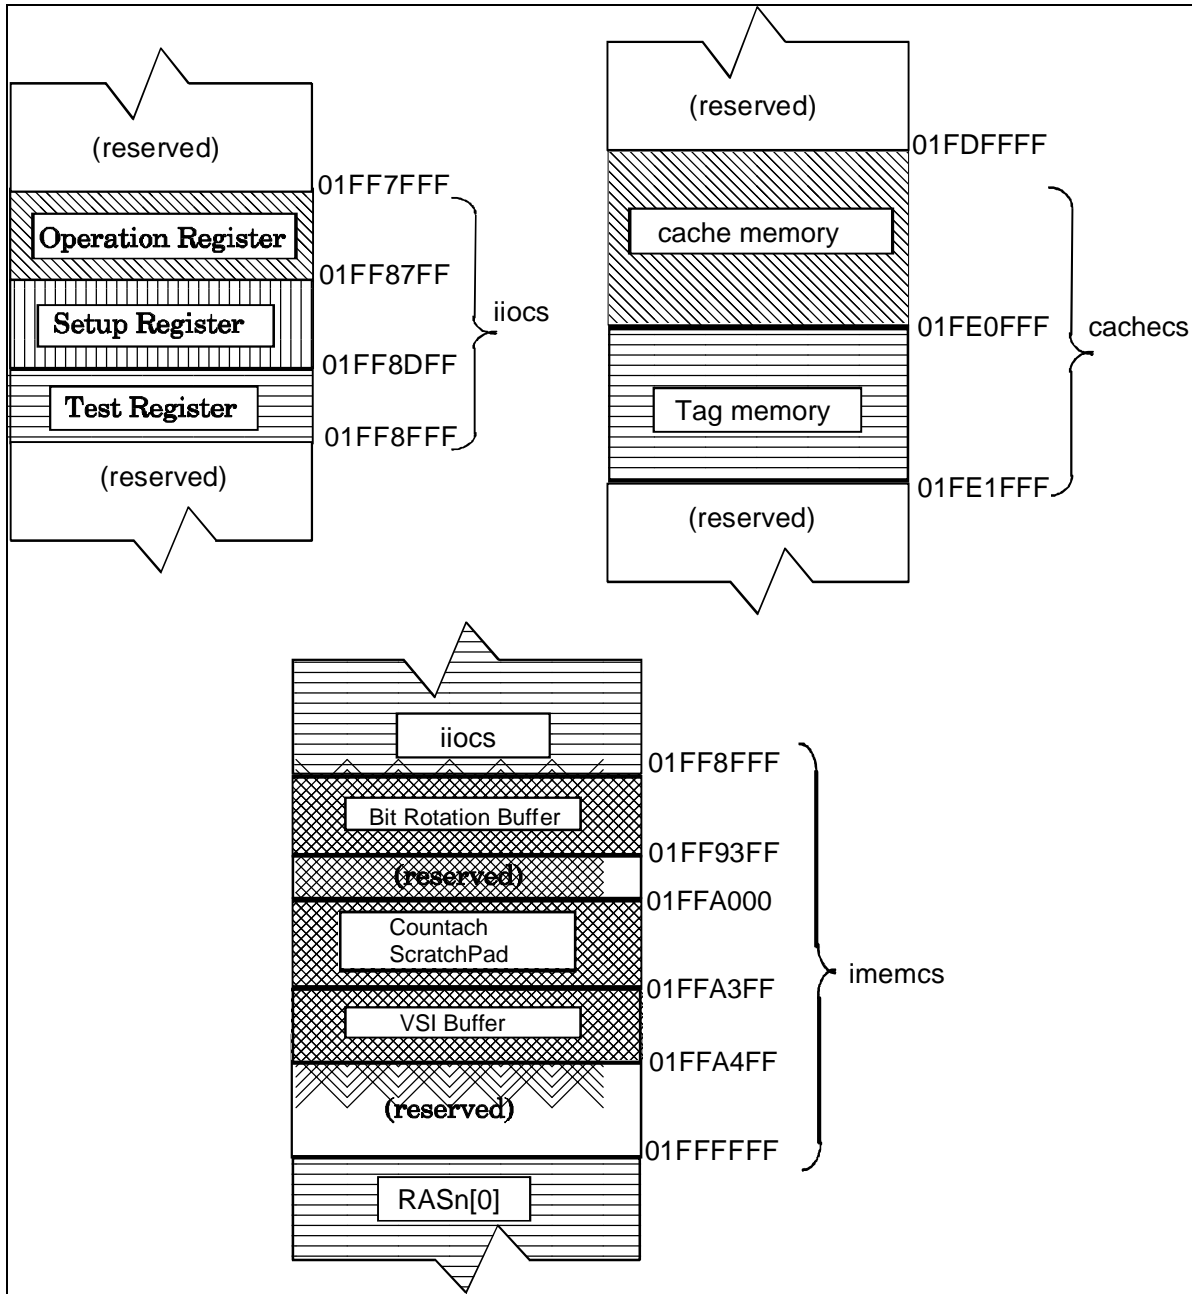 (reserved)
01FF7FFF
Operation Register
01FF87FF
iiocs
Setup Register
01FF8DFF
Test Register
01FF8FFF
(reserved)
(reserved)
01FDFFFF
cache memory
01FE0FFF
cachecs
Tag memory
01FE1FFF
(reserved)
iiocs
01FF8FFF
Bit Rotation Buffer
01FF93FF
(reserved)
01FFA000
Countach
ScratchPad
imemcs
01FFA3FF
VSI Buffer
01FFA4FF
(reserved)
01FFFFFF
RASn[0]